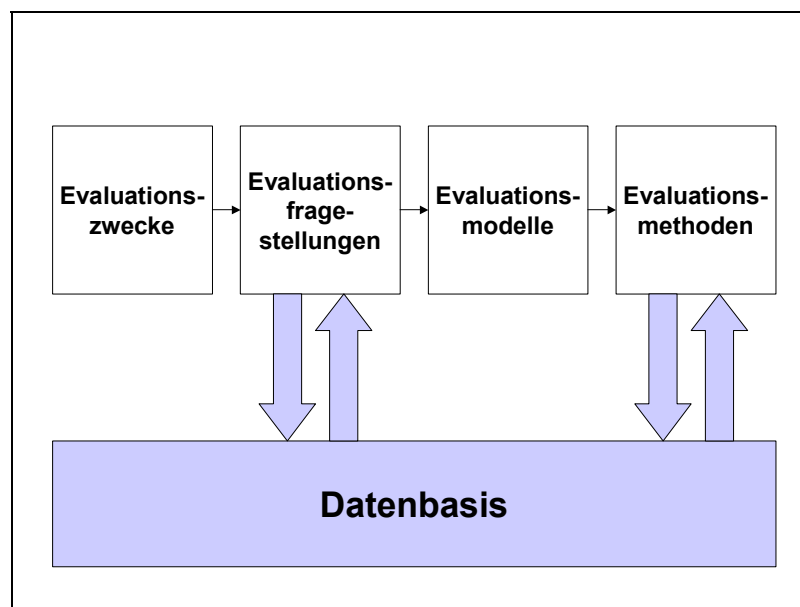 Evaluations-
zwecke
Evaluations-
frage-
stellungen
Evaluations-
modelle
Evaluations-
methoden
Datenbasis